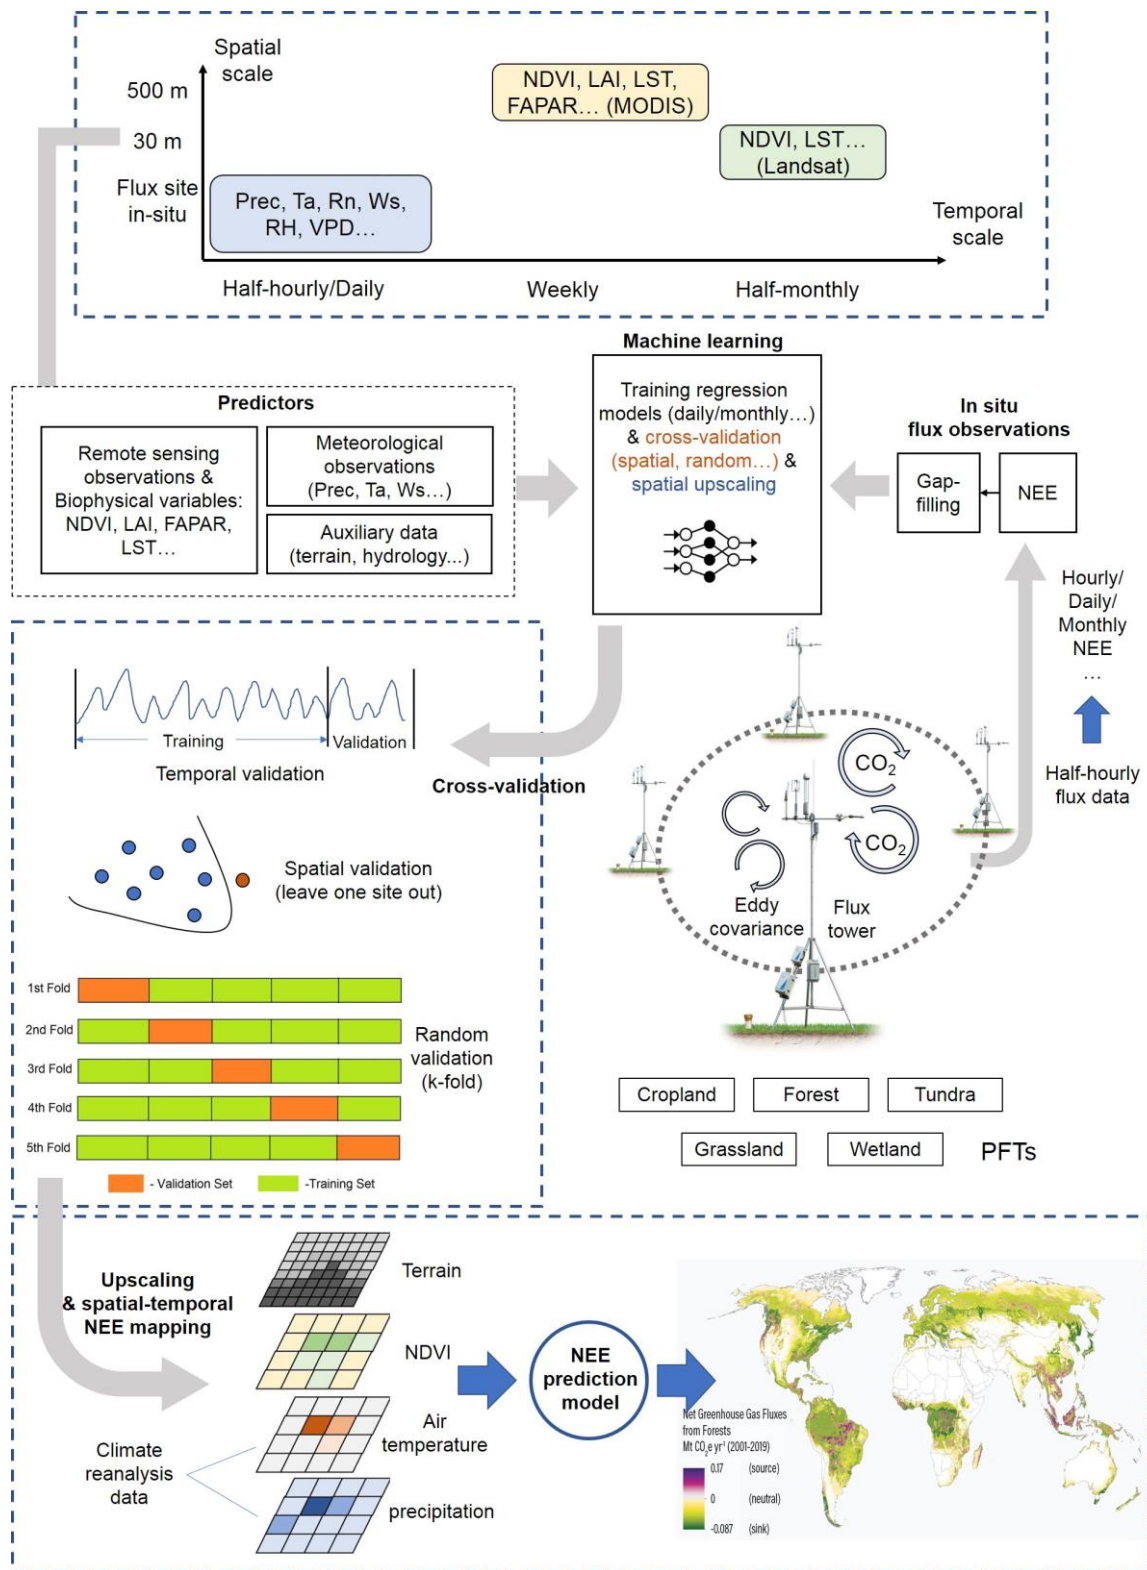 Spatial
scale
500 m
30 m
Flux site
in-situ
NDVI, LAI, LST,
FAPAR... (MODIS)
NDVI, LST...
(Landsat)
Prec, Ta, Rn, Ws,
RH, VPD...
Temporal
scale
Half-hourly/Daily
Weekly
Half-monthly
Predictors
Remote sensing
observations &
Biophysical variables:
NDVI, LAI, FAPAR,
LST...
Meteorological
observations
(Prec, Ta, Ws...)
Auxiliary data
(terrain, hydrology...)
Machine learning
Training regression
models (daily/monthly...)
& cross-validation
(spatial, random...) &
spatial upscaling
In situ
flux observations
Gap-
filling
NEE
Hourly/
Daily/
Monthly
NEE
...
Half-hourly
flux data
Training
Validation
Temporal validation
Cross-validation
Spatial validation
(leave one site out)
1st Fold
2nd Fold
3rd Fold
4th Fold
5th Fold
Random
validation
(k-fold)
- Validation Set
-Training Set
CO2
CO2
Eddy
covariance
Flux
tower
Cropland
Forest
Tundra
Grassland
Wetland
PFTs
Upscaling
& spatial-temporal
NEE mapping
Terrain
NDVI
Air
temperature
precipitation
Climate
reanalysis
data
NEE
prediction
model
Net Greenhouse Gas Fluxes
from Forests
Mt CO2e yr-1 (2001-2019)
0.17 (source)
0 (neutral)
-0.087 (sink)